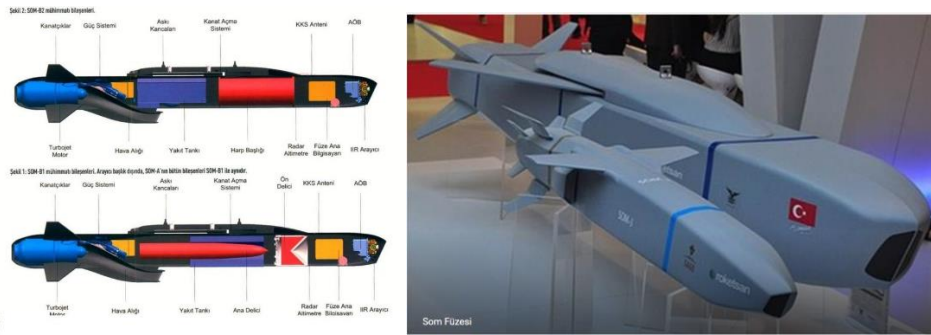 Şekil 2: SOM-B2 mühimmatı bileşenleri.
Kanatçıklar
Güç Sistemi
Askı
Kancaları
Kanat Açma
Sistemi
KKS Anteni
AÖB
Turbojet
Motor
Hava Alığı
Yakıt Tankı
Harp Başlığı
Radar
Altimetre
Füze Ana
Bilgisayarı
IIR Arayıcı
Şekil 1: SOM-B1 mühimmatı bileşenleri. Arayıcı başlık dışında, SOM-A'nın bütün bileşenleri SOM-B1 ile aynıdır.
Kanatçıklar
Güç Sistemi
Askı
Kancaları
Kanat Açma
Sistemi
Ön
Delici
KKS Anteni
AÖB
Turbojet
Motor
Hava Alığı
Yakıt Tankı
Ana Delici
Radar
Altimetre
Füze Ana
Bilgisayarı
IIR Arayıcı
SOM-J
roketsan
Som Füzesi